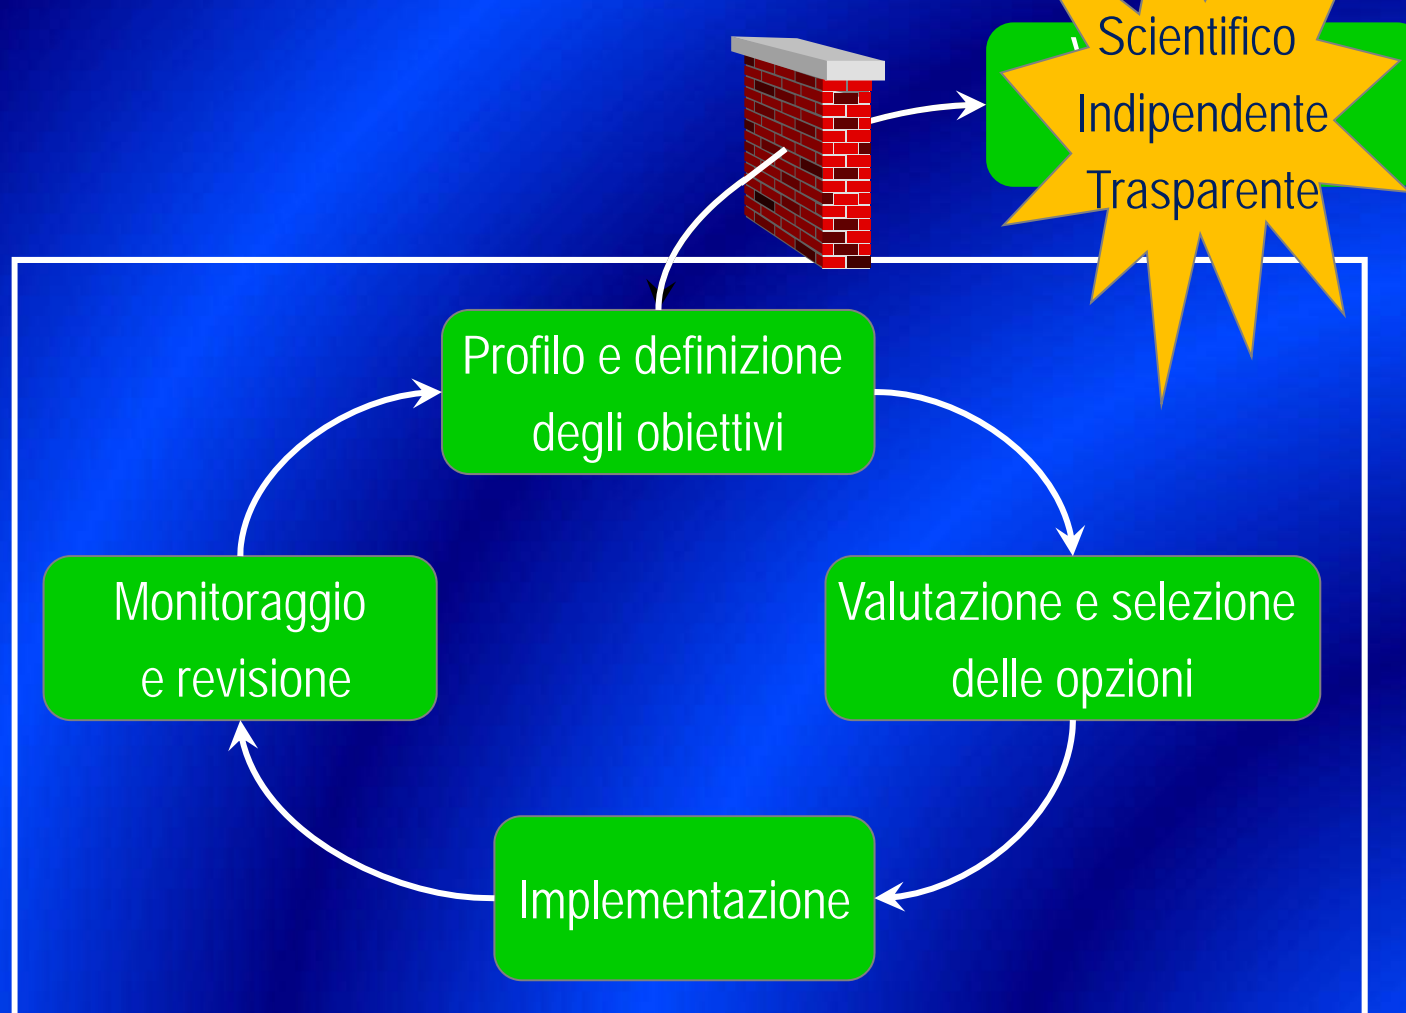 Scientifico
Indipendente
Trasparente
Profilo e definizione
degli obiettivi
Monitoraggio
e revisione
Valutazione e selezione
delle opzioni
Implementazione